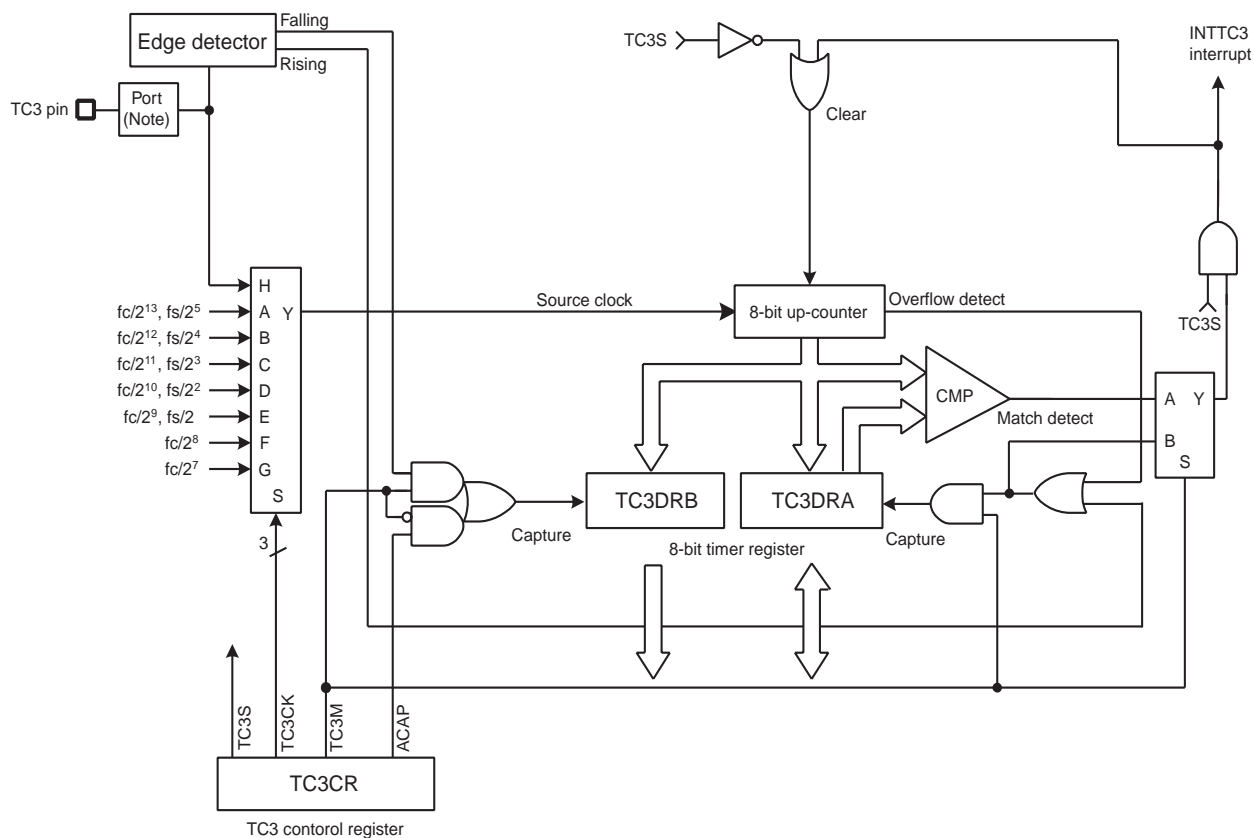 Falling
Edge detector
Rising
TC3 pin
Port
(Note)
TC3S
Clear
INTTC3
interrupt
H
fc/2¹³, fs/2⁵
A
Y
fc/2¹², fs/2⁴
B
fc/2¹¹, fs/2³
C
fc/2¹⁰, fs/2²
D
fc/2⁹, fs/2
E
fc/2⁸
F
fc/2⁷
G
S
3
Source clock
8-bit up-counter
Overflow detect
TC3S
CMP
Match detect
A
Y
B
S
TC3DRB
TC3DRA
Capture
Capture
8-bit timer register
TC3S
TC3CK
TC3M
ACAP
TC3CR
TC3 contorol register